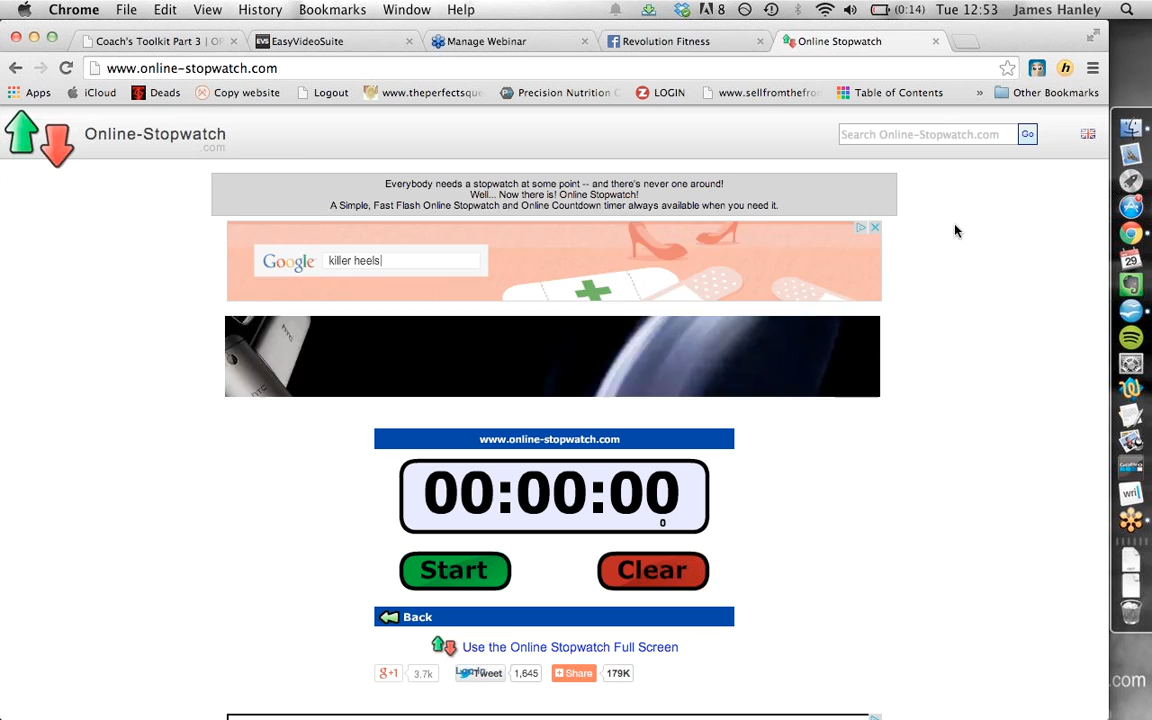 Chrome File Edit View History Bookmarks Window Help 8 (0:14) Tue 12:53 James Hanley
Coach's Toolkit Part 3 | OP EasyVideoSuite Manage Webinar Revolution Fitness Online Stopwatch
www.online-stopwatch.com
Apps iCloud Deads Copy website Logout www.theperfectsque Precision Nutrition C LOGIN www.sellfromthefro Table of Contents » Other Bookmarks
Online-Stopwatch
.com
Search Online-Stopwatch.com Go
Everybody needs a stopwatch at some point -- and there's never one around!
Well... Now there is! Online Stopwatch!
A Simple, Fast Flash Online Stopwatch and Online Countdown timer always available when you need it.
Google killer heels
hTC
www.online-stopwatch.com
00:00:00
0
Start Clear
Back
Use the Online Stopwatch Full Screen
g+1 3.7k Tweet 1,645 Share 179K
29
GoPro
wri
.com